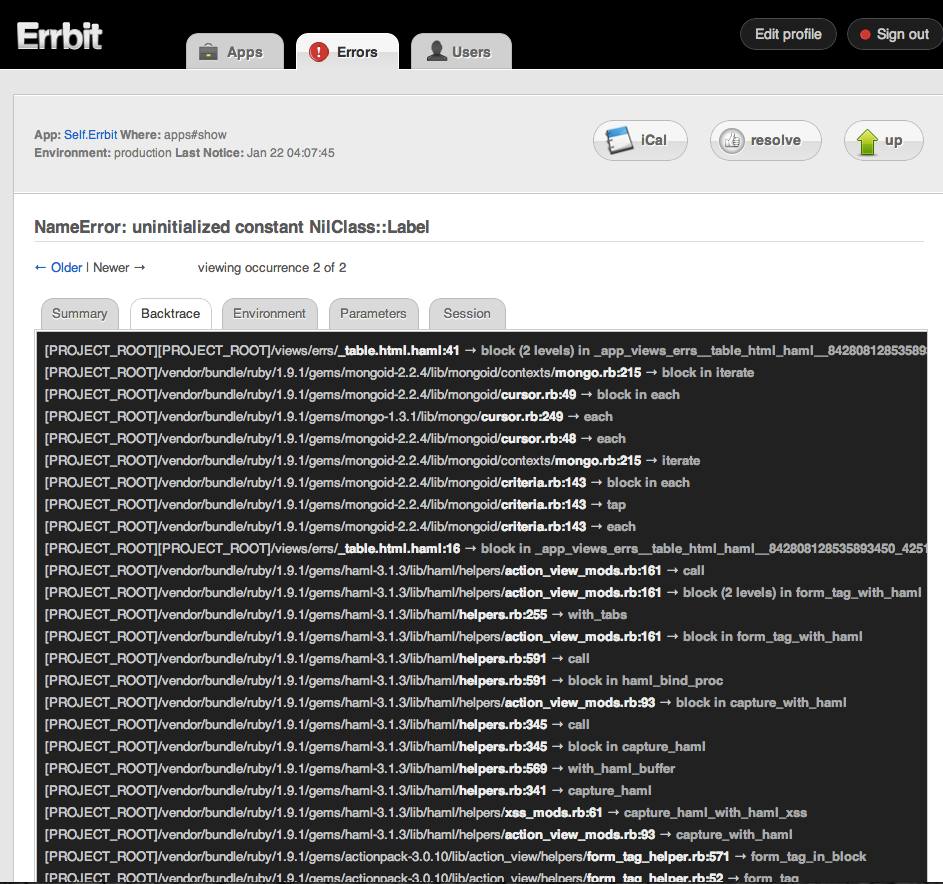 Errbit
Apps
Errors
Users
Edit profile
Sign out
App: Self.Errbit Where: apps#show
Environment: production Last Notice: Jan 22 04:07:45
iCal
resolve
up
NameError: uninitialized constant NilClass::Label
← Older | Newer → viewing occurrence 2 of 2
Summary
Backtrace
Environment
Parameters
Session
[PROJECT_ROOT][PROJECT_ROOT]/views/errs/_table.html.haml:41 → block (2 levels) in _app_views_errs__table_html_haml__84280812853589
[PROJECT_ROOT]/vendor/bundle/ruby/1.9.1/gems/mongoid-2.2.4/lib/mongoid/contexts/mongo.rb:215 → block in iterate
[PROJECT_ROOT]/vendor/bundle/ruby/1.9.1/gems/mongoid-2.2.4/lib/mongoid/cursor.rb:49 → block in each
[PROJECT_ROOT]/vendor/bundle/ruby/1.9.1/gems/mongo-1.3.1/lib/mongo/cursor.rb:249 → each
[PROJECT_ROOT]/vendor/bundle/ruby/1.9.1/gems/mongoid-2.2.4/lib/mongoid/cursor.rb:48 → each
[PROJECT_ROOT]/vendor/bundle/ruby/1.9.1/gems/mongoid-2.2.4/lib/mongoid/contexts/mongo.rb:215 → iterate
[PROJECT_ROOT]/vendor/bundle/ruby/1.9.1/gems/mongoid-2.2.4/lib/mongoid/criteria.rb:143 → block in each
[PROJECT_ROOT]/vendor/bundle/ruby/1.9.1/gems/mongoid-2.2.4/lib/mongoid/criteria.rb:143 → tap
[PROJECT_ROOT]/vendor/bundle/ruby/1.9.1/gems/mongoid-2.2.4/lib/mongoid/criteria.rb:143 → each
[PROJECT_ROOT][PROJECT_ROOT]/views/errs/_table.html.haml:16 → block in _app_views_errs__table_html_haml__842808128535893450_4251
[PROJECT_ROOT]/vendor/bundle/ruby/1.9.1/gems/haml-3.1.3/lib/haml/helpers/action_view_mods.rb:161 → call
[PROJECT_ROOT]/vendor/bundle/ruby/1.9.1/gems/haml-3.1.3/lib/haml/helpers/action_view_mods.rb:161 → block (2 levels) in form_tag_with_haml
[PROJECT_ROOT]/vendor/bundle/ruby/1.9.1/gems/haml-3.1.3/lib/haml/helpers.rb:255 → with_tabs
[PROJECT_ROOT]/vendor/bundle/ruby/1.9.1/gems/haml-3.1.3/lib/haml/helpers/action_view_mods.rb:161 → block in form_tag_with_haml
[PROJECT_ROOT]/vendor/bundle/ruby/1.9.1/gems/haml-3.1.3/lib/haml/helpers.rb:591 → call
[PROJECT_ROOT]/vendor/bundle/ruby/1.9.1/gems/haml-3.1.3/lib/haml/helpers.rb:591 → block in haml_bind_proc
[PROJECT_ROOT]/vendor/bundle/ruby/1.9.1/gems/haml-3.1.3/lib/haml/helpers/action_view_mods.rb:93 → block in capture_with_haml
[PROJECT_ROOT]/vendor/bundle/ruby/1.9.1/gems/haml-3.1.3/lib/haml/helpers.rb:345 → call
[PROJECT_ROOT]/vendor/bundle/ruby/1.9.1/gems/haml-3.1.3/lib/haml/helpers.rb:345 → block in capture_haml
[PROJECT_ROOT]/vendor/bundle/ruby/1.9.1/gems/haml-3.1.3/lib/haml/helpers.rb:569 → with_haml_buffer
[PROJECT_ROOT]/vendor/bundle/ruby/1.9.1/gems/haml-3.1.3/lib/haml/helpers.rb:341 → capture_haml
[PROJECT_ROOT]/vendor/bundle/ruby/1.9.1/gems/haml-3.1.3/lib/haml/helpers/xss_mods.rb:61 → capture_haml_with_haml_xss
[PROJECT_ROOT]/vendor/bundle/ruby/1.9.1/gems/haml-3.1.3/lib/haml/helpers/action_view_mods.rb:93 → capture_with_haml
[PROJECT_ROOT]/vendor/bundle/ruby/1.9.1/gems/actionpack-3.0.10/lib/action_view/helpers/form_tag_helper.rb:571 → form_tag_in_block
[PROJECT_ROOT]/vendor/bundle/ruby/1.9.1/gems/actionpack-3.0.10/lib/action_view/helpers/form_tag_helper.rb:52 → form_tag